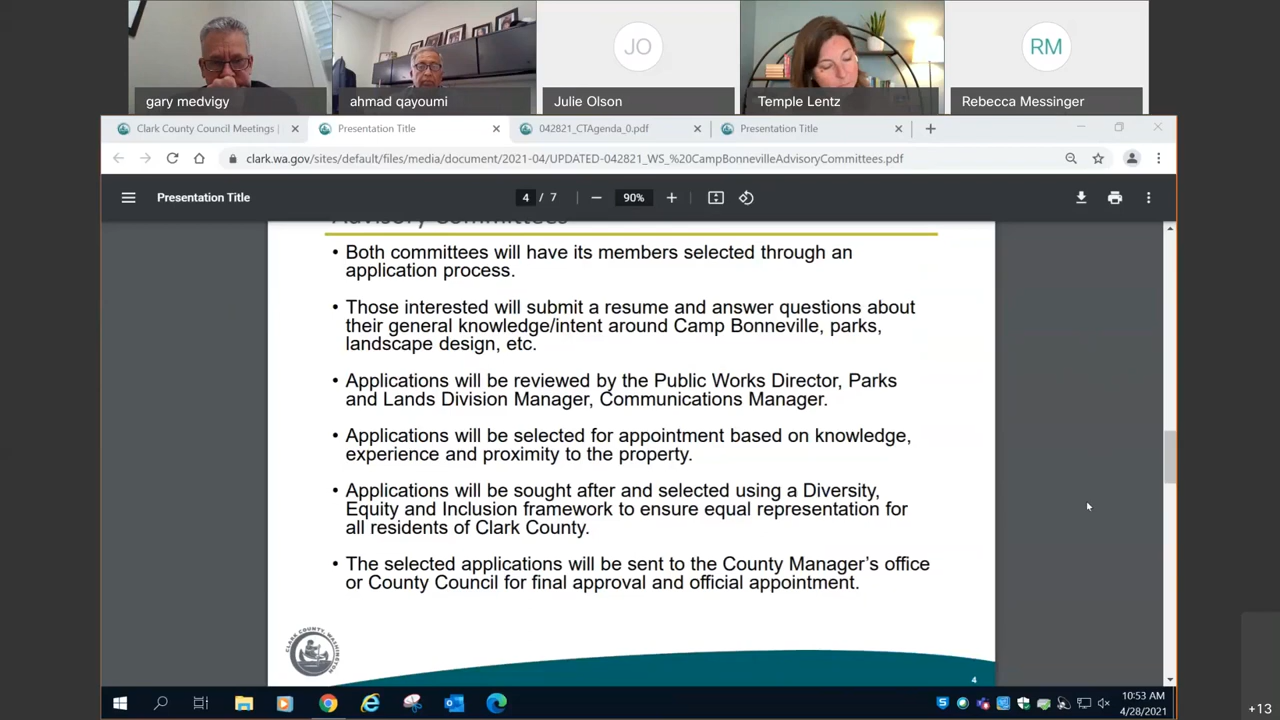 JO
RM
gary medvigy
ahmad qayoumi
Julie Olson
Temple Lentz
Rebecca Messinger
Clark County Council Meetings |
Presentation Title
042821_CTAgenda_0.pdf
Presentation Title
clark.wa.gov/sites/default/files/media/document/2021-04/UPDATED-042821_WS_%20CampBonnevilleAdvisoryCommittees.pdf
Presentation Title
4 / 7
90%
Advisory Committees
• Both committees will have its members selected through an
application process.
• Those interested will submit a resume and answer questions about
their general knowledge/intent around Camp Bonneville, parks,
landscape design, etc.
• Applications will be reviewed by the Public Works Director, Parks
and Lands Division Manager, Communications Manager.
• Applications will be selected for appointment based on knowledge,
experience and proximity to the property.
• Applications will be sought after and selected using a Diversity,
Equity and Inclusion framework to ensure equal representation for
all residents of Clark County.
• The selected applications will be sent to the County Manager's office
or County Council for final approval and official appointment.
CLARK COUNTY, WASHINGTON
4
10:53 AM
4/28/2021
+13